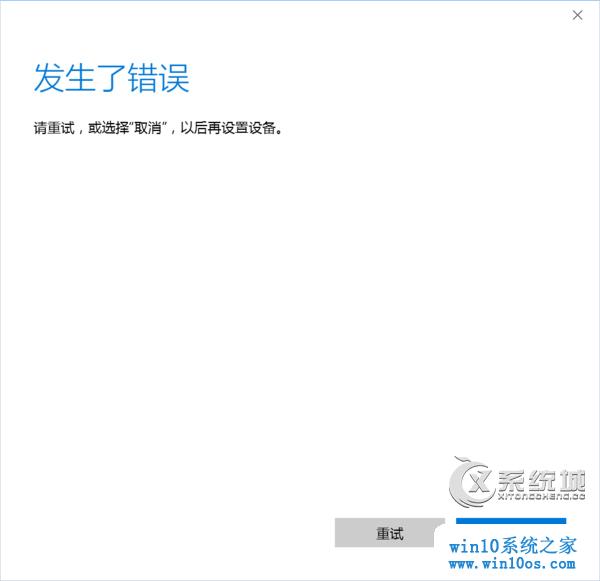 发生了错误
请重试，或选择“取消”，以后再设置设备。
系统城
XITONGCHENG.CC
重试
win10系统之家
www.win10os.com